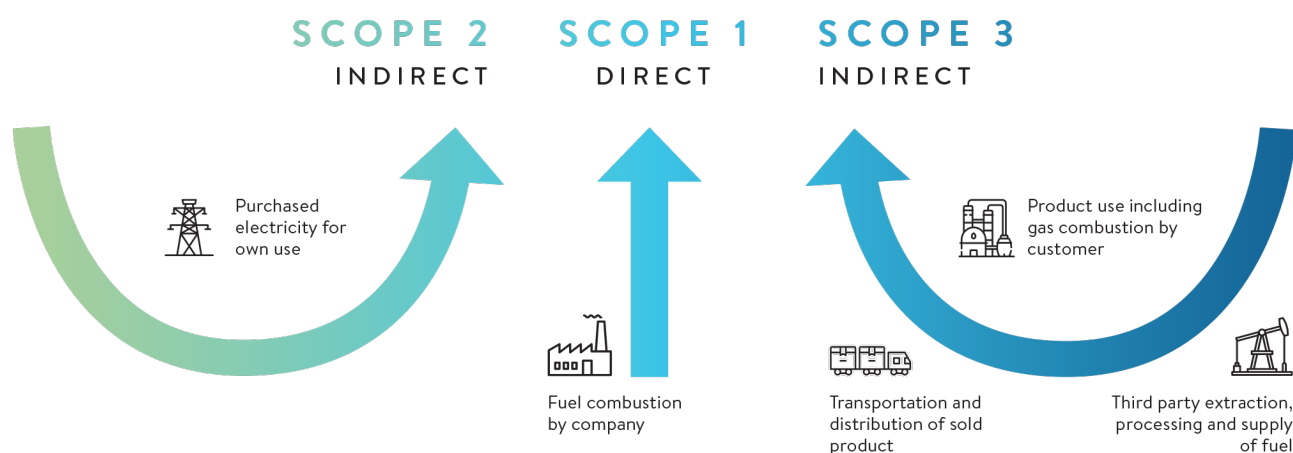 SCOPE 2
INDIRECT
SCOPE 1
DIRECT
SCOPE 3
INDIRECT
Purchased
electricity for
own use
Fuel combustion
by company
Product use including
gas combustion by
customer
Transportation and
distribution of sold
product
Third party extraction,
processing and supply
of fuel